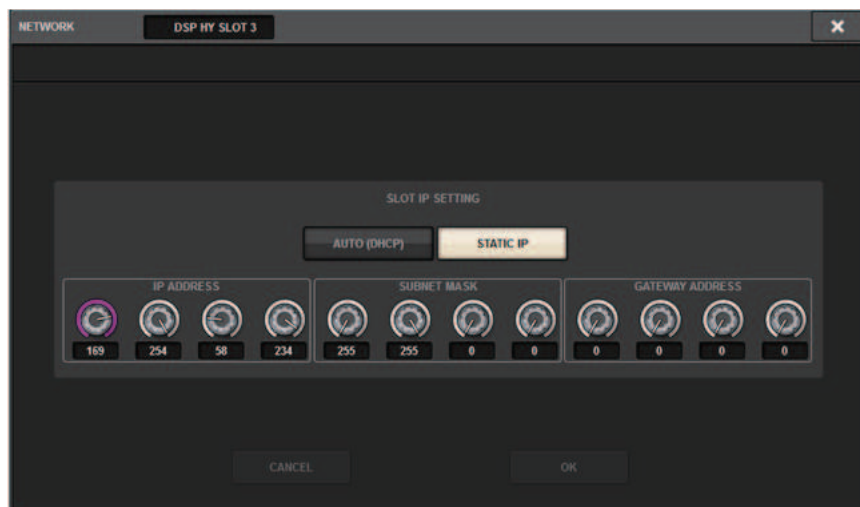 NETWORK DSP HY SLOT 3
SLOT IP SETTING
AUTO (DHCP) STATIC IP
IP ADDRESS SUBNET MASK GATEWAY ADDRESS
169 254 58 234 255 255 0 0 0 0 0 0
CANCEL OK